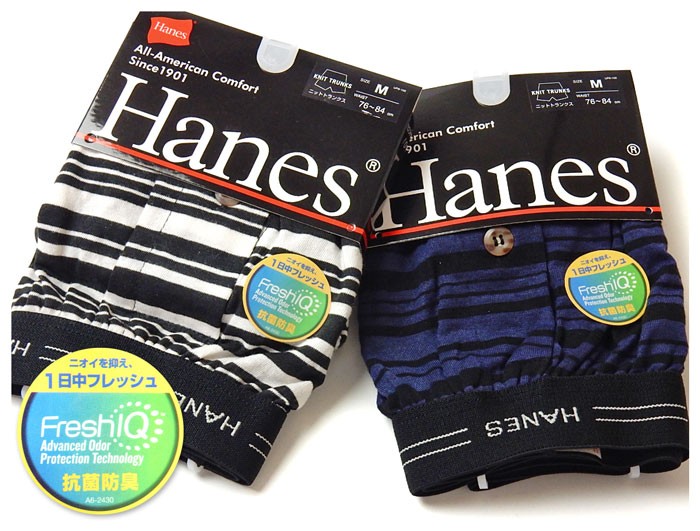 Hanes
All-American Comfort
Since1901
Hanes®
KNIT TRUNKS
ニットトランクス
SIZE M
WAIST
76~84 cm
ニオイを抑え、
1日中フレッシュ
FreshIQ
Advanced Odor
Protection Technology
抗菌防臭
HANES
erican Comfort
901
Hanes®
KNIT TRUNKS
ニットトランクス
SIZE M
WAIST
76~84 cm
ニオイを抑え、
1日中フレッシュ
FreshIQ
Advanced Odor
Protection Technology
抗菌防臭
HANES
ニオイを抑え、
1日中フレッシュ
FreshIQ
Advanced Odor
Protection Technology
抗菌防臭
A6-2430